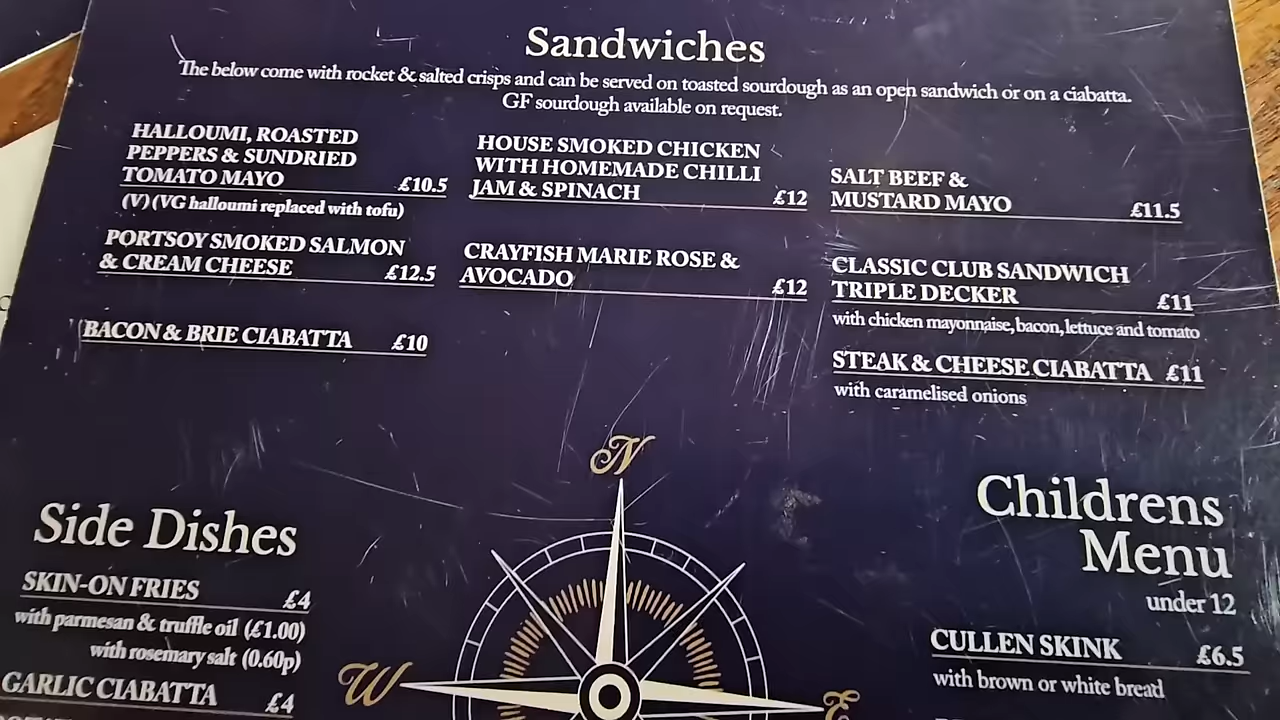 Sandwiches
The below come with rocket & salted crisps and can be served on toasted sourdough as an open sandwich or on a ciabatta.
GF sourdough available on request.
HALLOUMI, ROASTED
PEPPERS & SUNDRIED
TOMATO MAYO £10.5
(V) (VG halloumi replaced with tofu)
PORTSOY SMOKED SALMON
& CREAM CHEESE £12.5
BACON & BRIE CIABATTA £10
HOUSE SMOKED CHICKEN
WITH HOMEMADE CHILLI
JAM & SPINACH £12
CRAYFISH MARIE ROSE &
AVOCADO £12
SALT BEEF &
MUSTARD MAYO £11.5
CLASSIC CLUB SANDWICH
TRIPLE DECKER £11
with chicken mayonnaise, bacon, lettuce and tomato
STEAK & CHEESE CIABATTA £11
with caramelised onions
N
W
E
Side Dishes
SKIN-ON FRIES £4
with parmesan & truffle oil (£1.00)
with rosemary salt (0.60p)
GARLIC CIABATTA £4
Childrens
Menu
under 12
CULLEN SKINK £6.5
with brown or white bread